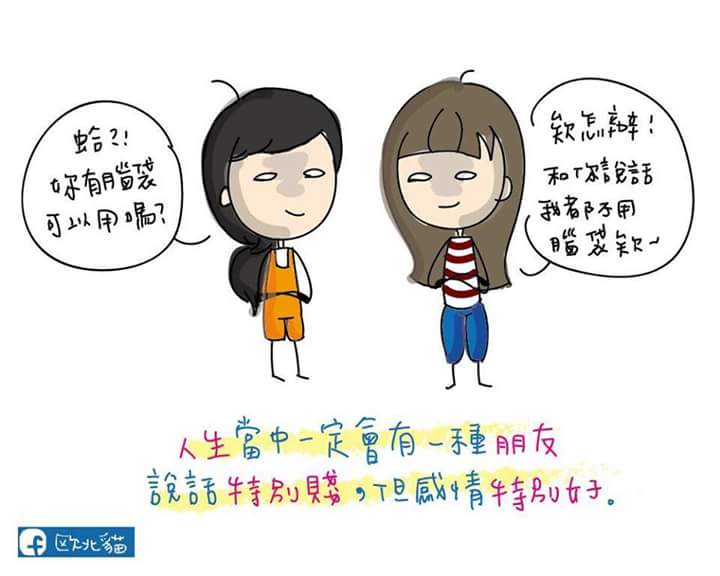 蛤?!
妳有腦袋
可以用嗎?
欸怎辦!
和你說話
我都不用
腦袋欸~
人生當中一定會有一種朋友
說話特別賤,但感情特別好。
f 歐北貓